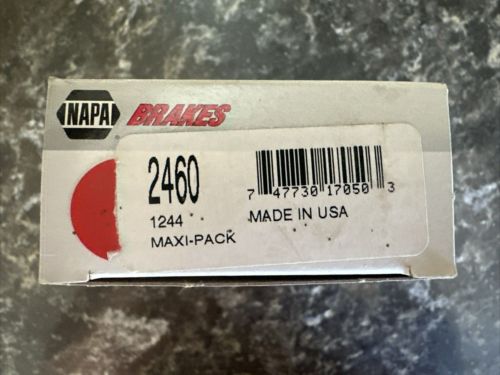 NAPA BRAKES
2460
7 47730 17050 3
1244 MADE IN USA
MAXI-PACK